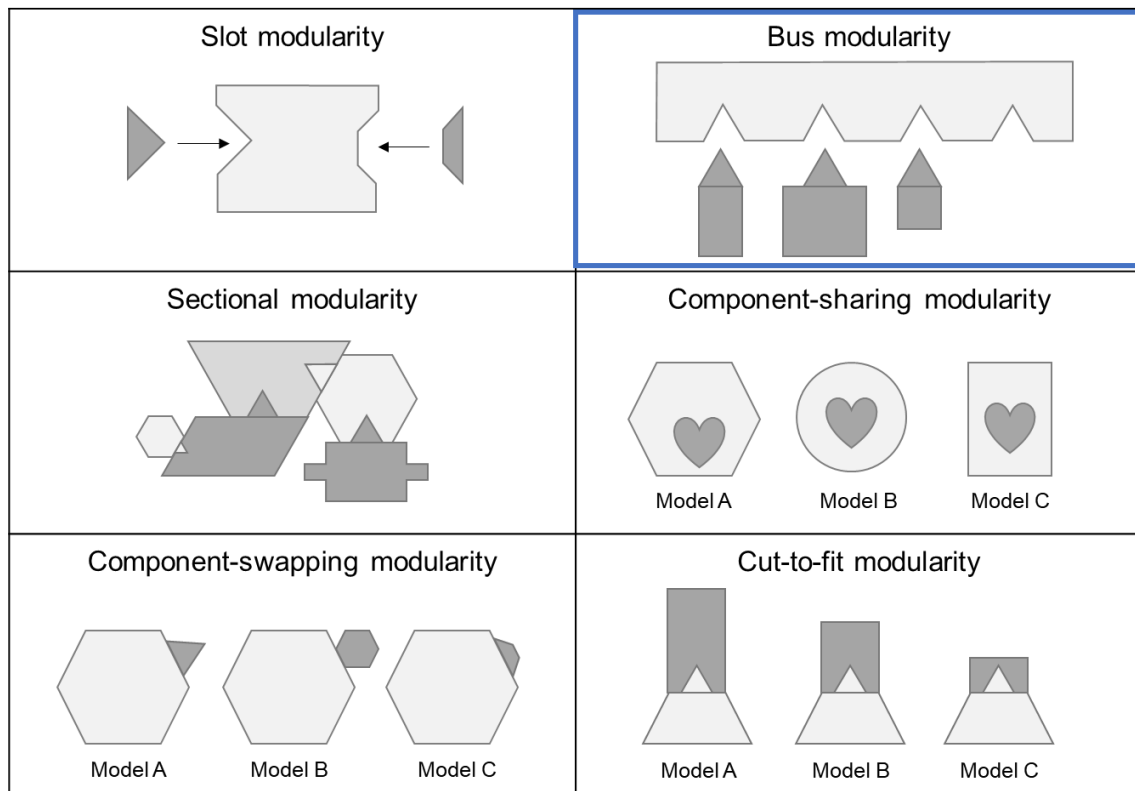 Slot modularity
Bus modularity
Sectional modularity
Component-sharing modularity
Model A
Model B
Model C
Component-swapping modularity
Cut-to-fit modularity
Model A
Model B
Model C
Model A
Model B
Model C